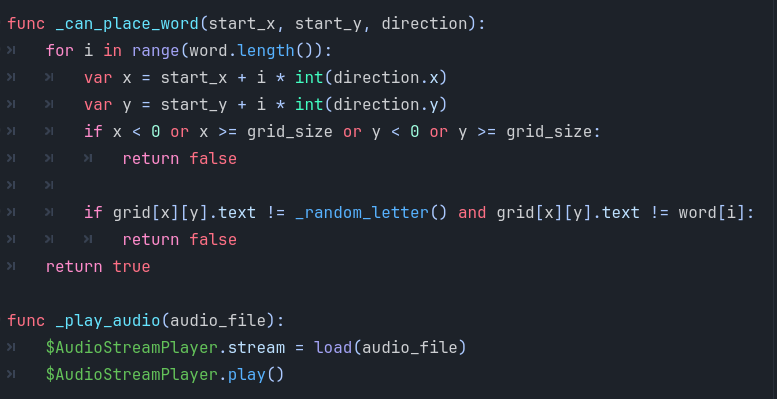 func _can_place_word(start_x, start_y, direction):
for i in range(word.length()):
var x = start_x + i * int(direction.x)
var y = start_y + i * int(direction.y)
if x < 0 or x >= grid_size or y < 0 or y >= grid_size:
return false
if grid[x][y].text != _random_letter() and grid[x][y].text != word[i]:
return false
return true
func _play_audio(audio_file):
$AudioStreamPlayer.stream = load(audio_file)
$AudioStreamPlayer.play()